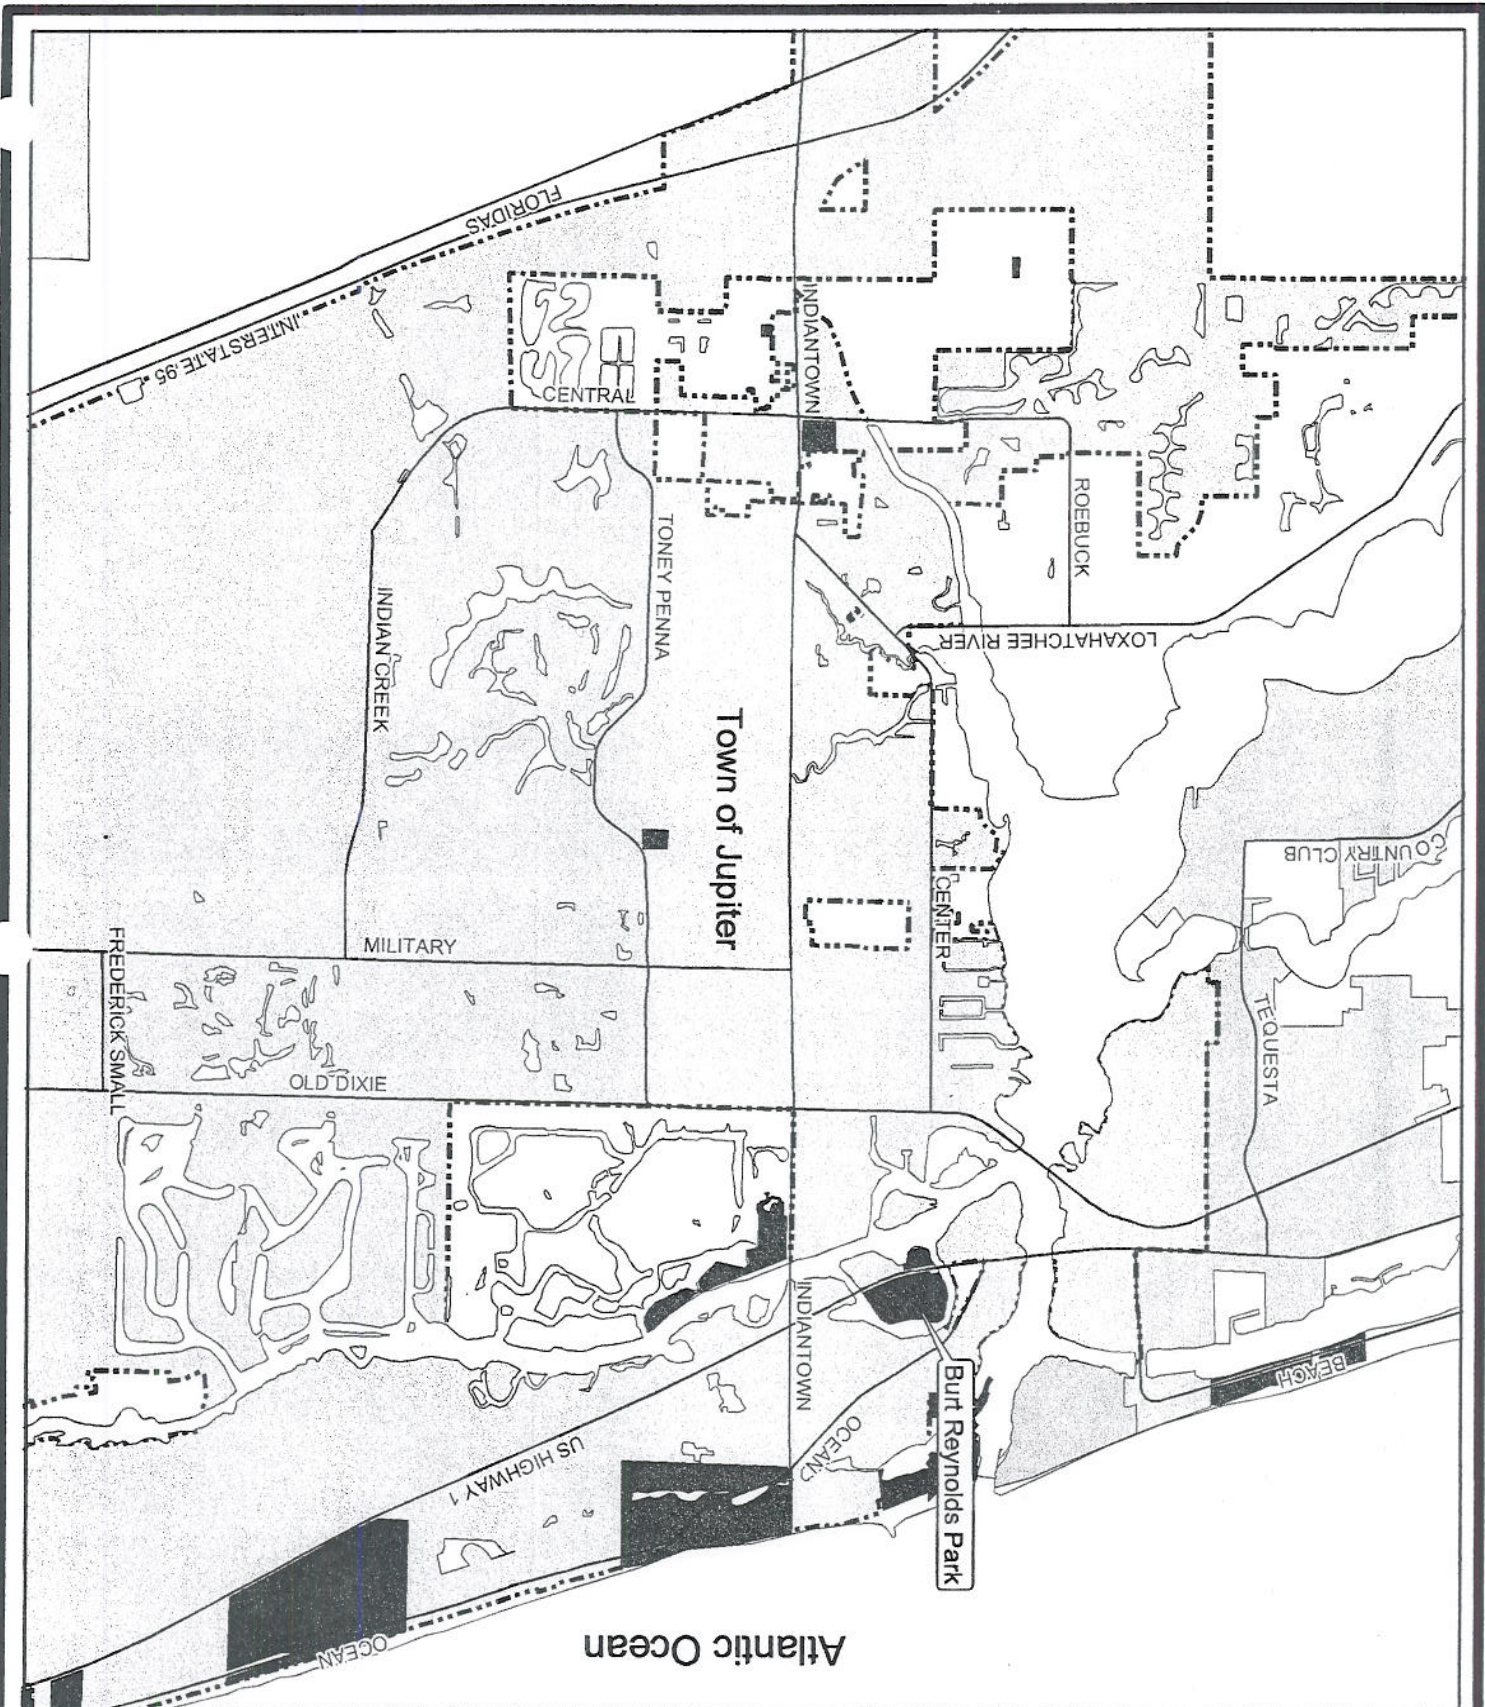 FLORIDAS
INTERSTATE 95
INDIANTOWN
CENTRAL
ROEBUCK
TONEY PENNA
INDIAN CREEK
LOXAHATCHEE RIVER
Town of Jupiter
COUNTRY CLUB
CENTER
MILITARY
FREDERICK SMALL
TEQUESTA
OLD DIXIE
INDIANTOWN
BEACH
Burt Reynolds Park
OCEAN
US HIGHWAY 1
OCEAN
Atlantic Ocean